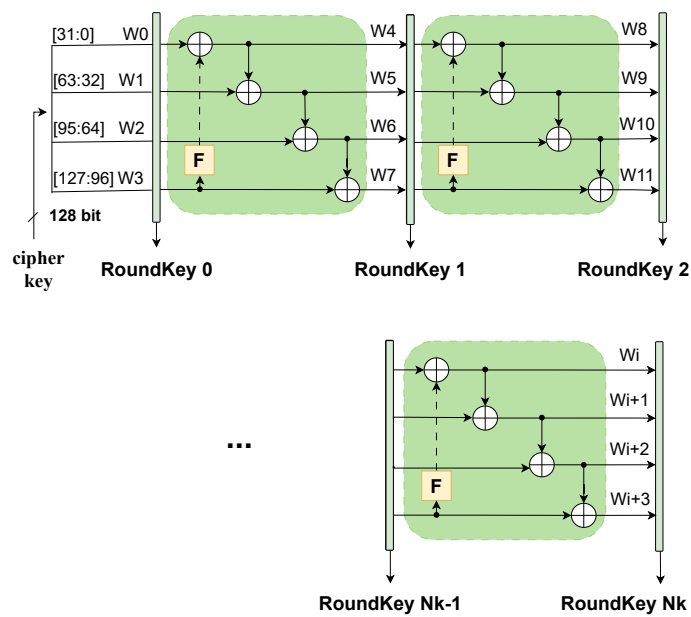 [31:0] W0
W4
W8
[63:32] W1
W5
W9
[95:64] W2
W6
W10
F
F
[127:96] W3
W7
W11
128 bit
cipher
key
RoundKey 0
RoundKey 1
RoundKey 2
Wi
Wi+1
...
Wi+2
F
Wi+3
RoundKey Nk-1
RoundKey Nk